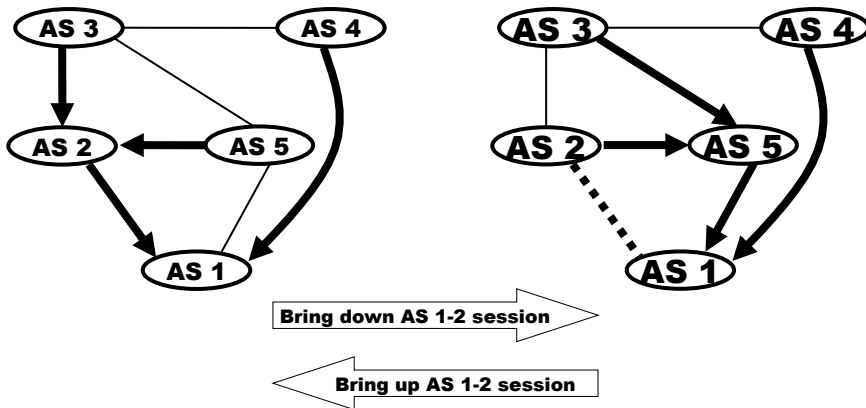 AS 3
AS 4
AS 2
AS 5
AS 1
AS 3
AS 4
AS 2
AS 5
AS 1
Bring down AS 1-2 session
Bring up AS 1-2 session